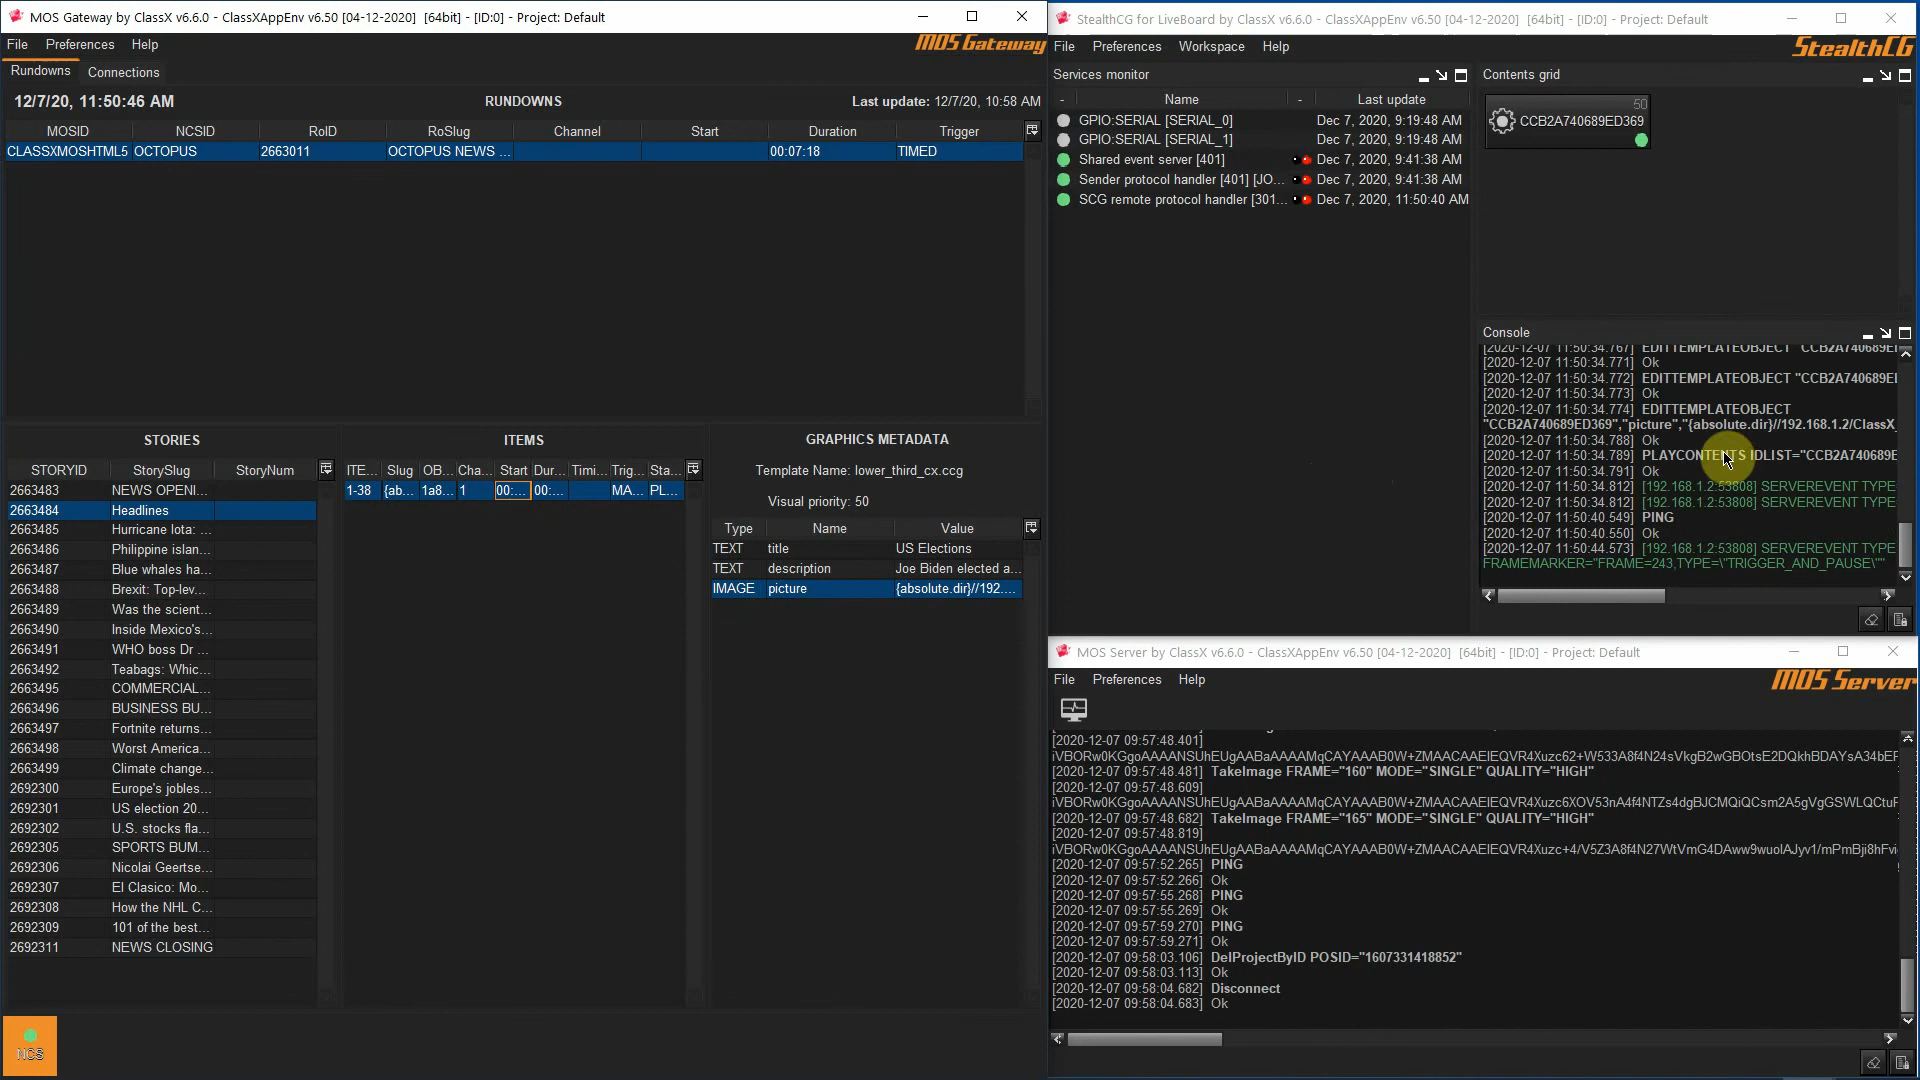 MOS Gateway by ClassX v6.6.0 - ClassXAppEnv v6.50 [04-12-2020] [64bit] - [ID:0] - Project: Default
File Preferences Help
MOS Gateway
Rundowns Connections
12/7/20, 11:50:46 AM RUNDOWNS Last update: 12/7/20, 10:58 AM
MOSID NCSID RoID RoSlug Channel Start Duration Trigger
CLASSXMOSHTML5 OCTOPUS 2663011 OCTOPUS NEWS ... 00:07:18 TIMED
STORIES
STORYID StorySlug StoryNum
2663483 NEWS OPENI...
2663484 Headlines
2663485 Hurricane Iota: ...
2663486 Philippine islan...
2663487 Blue whales ha...
2663488 Brexit: Top-lev...
2663489 Was the scient...
2663490 Inside Mexico's...
2663491 WHO boss Dr ...
2663492 Teabags: Whic...
2663495 COMMERCIAL...
2663496 BUSINESS BU...
2663497 Fortnite returns...
2663498 Worst America...
2663499 Climate change...
2692300 Europe's jobles...
2692301 US election 20...
2692302 U.S. stocks fla...
2692305 SPORTS BUM...
2692306 Nicolai Geertse...
2692307 El Clasico: Mo...
2692308 How the NHL C...
2692309 101 of the best...
2692311 NEWS CLOSING
ITEMS
ITE... Slug OB... Cha... Start Dur... Timi... Trig... Sta...
1-38 {ab... 1a8... 1 00:... 00:... MA... PL...
GRAPHICS METADATA
Template Name: lower_third_cx.ccg
Visual priority: 50
Type Name Value
TEXT title US Elections
TEXT description Joe Biden elected a...
IMAGE picture {absolute.dir}//192....
NCS
StealthCG for LiveBoard by ClassX v6.6.0 - ClassXAppEnv v6.50 [04-12-2020] [64bit] - [ID:0] - Project: Default
File Preferences Workspace Help
StealthCG
Services monitor
- Name - Last update
GPIO:SERIAL [SERIAL_0] Dec 7, 2020, 9:19:48 AM
GPIO:SERIAL [SERIAL_1] Dec 7, 2020, 9:19:48 AM
Shared event server [401] Dec 7, 2020, 9:41:38 AM
Sender protocol handler [401] [JO... Dec 7, 2020, 9:41:38 AM
SCG remote protocol handler [301... Dec 7, 2020, 11:50:40 AM
Contents grid
50
CCB2A740689ED369
Console
[2020-12-07 11:50:34.767] EDITTEMPLATEOBJECT "CCB2A740689E
[2020-12-07 11:50:34.771] Ok
[2020-12-07 11:50:34.772] EDITTEMPLATEOBJECT "CCB2A740689E
[2020-12-07 11:50:34.773] Ok
[2020-12-07 11:50:34.774] EDITTEMPLATEOBJECT
"CCB2A740689ED369","picture","{absolute.dir}//192.168.1.2/ClassX_
[2020-12-07 11:50:34.788] Ok
[2020-12-07 11:50:34.789] PLAYCONTENTS IDLIST="CCB2A740689E
[2020-12-07 11:50:34.791] Ok
[2020-12-07 11:50:34.812] [192.168.1.2:53808] SERVEREVENT TYPE
[2020-12-07 11:50:34.812] [192.168.1.2:53808] SERVEREVENT TYPE
[2020-12-07 11:50:40.549] PING
[2020-12-07 11:50:40.550] Ok
[2020-12-07 11:50:44.573] [192.168.1.2:53808] SERVEREVENT TYPE
FRAMEMARKER="FRAME=243,TYPE=\"TRIGGER_AND_PAUSE\""
MOS Server by ClassX v6.6.0 - ClassXAppEnv v6.50 [04-12-2020] [64bit] - [ID:0] - Project: Default
File Preferences Help
MOS Server
[2020-12-07 09:57:48.401]
[2020-12-07 09:57:48.481] TakeImage FRAME="160" MODE="SINGLE" QUALITY="HIGH"
[2020-12-07 09:57:48.609]
[2020-12-07 09:57:48.682] TakeImage FRAME="165" MODE="SINGLE" QUALITY="HIGH"
[2020-12-07 09:57:48.819]
[2020-12-07 09:57:52.265] PING
[2020-12-07 09:57:52.266] Ok
[2020-12-07 09:57:55.268] PING
[2020-12-07 09:57:55.269] Ok
[2020-12-07 09:57:59.270] PING
[2020-12-07 09:57:59.271] Ok
[2020-12-07 09:58:03.106] DelProjectByID POSID="1607331418852"
[2020-12-07 09:58:03.113] Ok
[2020-12-07 09:58:04.682] Disconnect
[2020-12-07 09:58:04.683] Ok